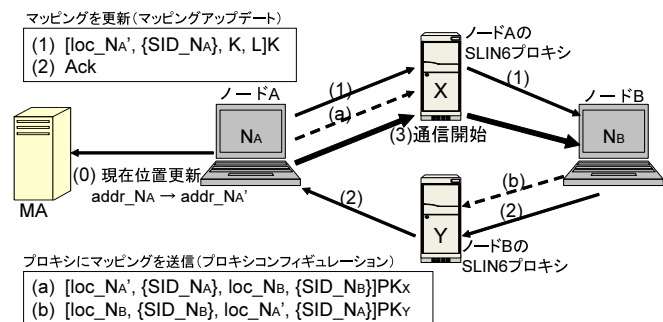 マッピングを更新(マッピングアップデート)
(1) [loc_NA', {SID_NA}, K, L]K
(2) Ack
ノードAの
SLIN6プロキシ
ノードA
ノードB
(1)
(1)
X
NA
(a)
NB
(3)通信開始
(0) 現在位置更新
addr_NA → addr_NA'
MA
(b)
(2)
(2)
Y
ノードBの
SLIN6プロキシ
プロキシにマッピングを送信(プロキシコンフィギュレーション)
(a) [loc_NA', {SID_NA}, loc_NB, {SID_NB}]PKX
(b) [loc_NB, {SID_NB}, loc_NA', {SID_NA}]PKY